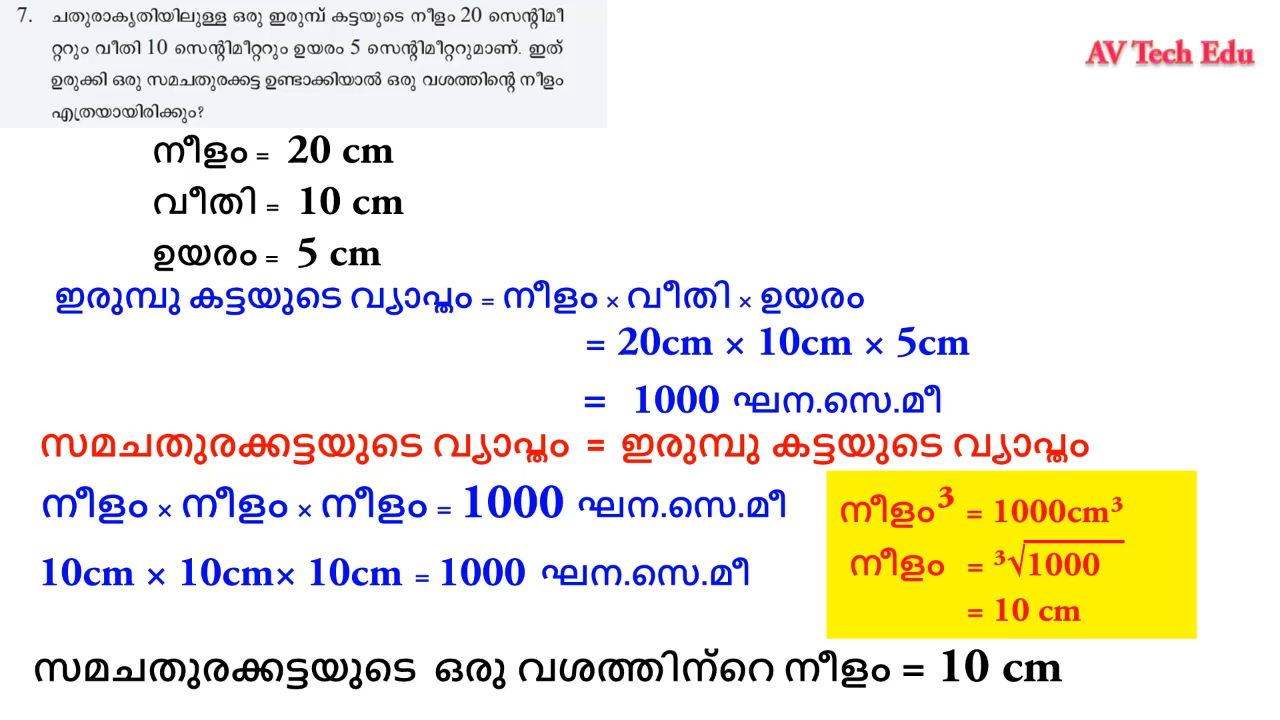 7. ചതുരാകൃതിയിലുള്ള ഒരു ഇരുമ്പ് കട്ടയുടെ നീളം 20 സെന്റിമീ
റ്ററും വീതി 10 സെന്റിമീറ്ററും ഉയരം 5 സെന്റിമീറ്ററുമാണ്. ഇത്
ഉരുക്കി ഒരു സമചതുരക്കട്ട ഉണ്ടാക്കിയാൽ ഒരു വശത്തിന്റെ നീളം
എത്രയായിരിക്കും?
AV Tech Edu
നീളം = 20 cm
വീതി = 10 cm
ഉയരം = 5 cm
ഇരുമ്പു കട്ടയുടെ വ്യാപ്തം = നീളം × വീതി × ഉയരം
= 20cm × 10cm × 5cm
= 1000 ഘന.സെ.മീ
സമചതുരക്കട്ടയുടെ വ്യാപ്തം = ഇരുമ്പു കട്ടയുടെ വ്യാപ്തം
നീളം × നീളം × നീളം = 1000 ഘന.സെ.മീ
10cm × 10cm× 10cm = 1000 ഘന.സെ.മീ
നീളം³ = 1000cm³
നീളം = ³√1000
= 10 cm
സമചതുരക്കട്ടയുടെ ഒരു വശത്തിന്റെ നീളം = 10 cm